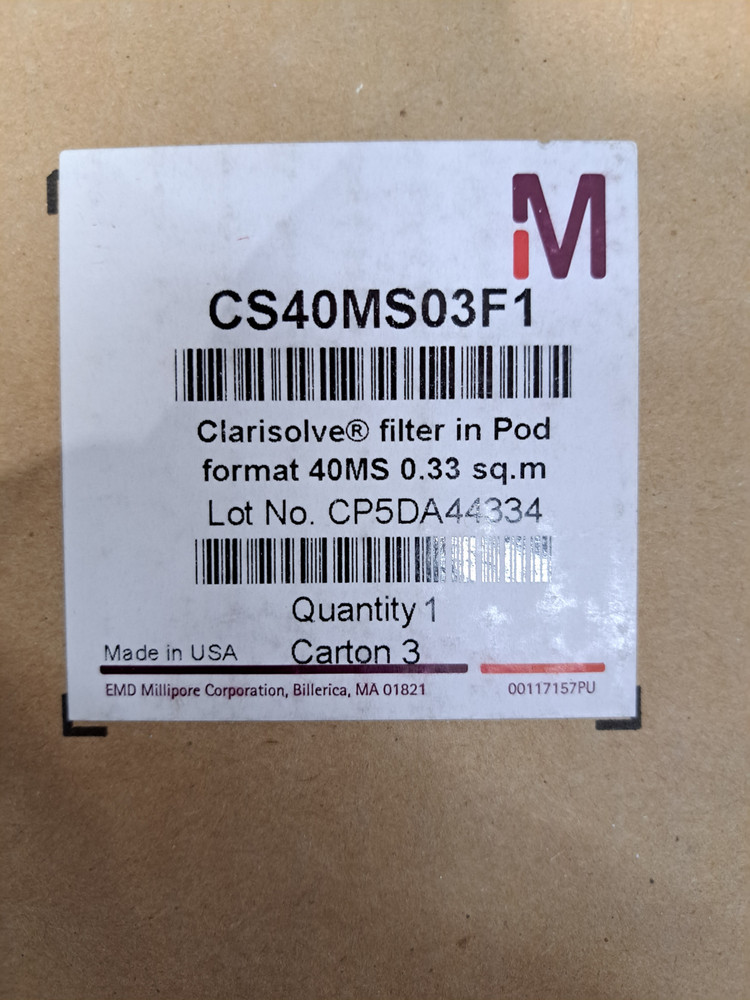 M
CS40MS03F1
Clarisolve® filter in Pod
format 40MS 0.33 sq.m
Lot No. CP5DA44334
Quantity 1
Made in USA Carton 3
EMD Millipore Corporation, Billerica, MA 01821 00117157PU